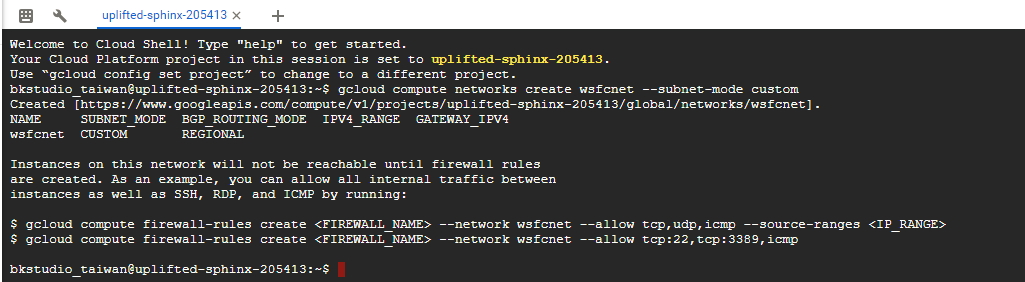 uplifted-sphinx-205413
Welcome to Cloud Shell! Type "help" to get started.
Your Cloud Platform project in this session is set to uplifted-sphinx-205413.
Use “gcloud config set project” to change to a different project.
bkstudio_taiwan@uplifted-sphinx-205413:~$ gcloud compute networks create wsfcnet --subnet-mode custom
Created [https://www.googleapis.com/compute/v1/projects/uplifted-sphinx-205413/global/networks/wsfcnet].
NAME     SUBNET_MODE  BGP_ROUTING_MODE  IPV4_RANGE  GATEWAY_IPV4
wsfcnet  CUSTOM       REGIONAL
Instances on this network will not be reachable until firewall rules
are created. As an example, you can allow all internal traffic between
instances as well as SSH, RDP, and ICMP by running:
$ gcloud compute firewall-rules create <FIREWALL_NAME> --network wsfcnet --allow tcp,udp,icmp --source-ranges <IP_RANGE>
$ gcloud compute firewall-rules create <FIREWALL_NAME> --network wsfcnet --allow tcp:22,tcp:3389,icmp
bkstudio_taiwan@uplifted-sphinx-205413:~$